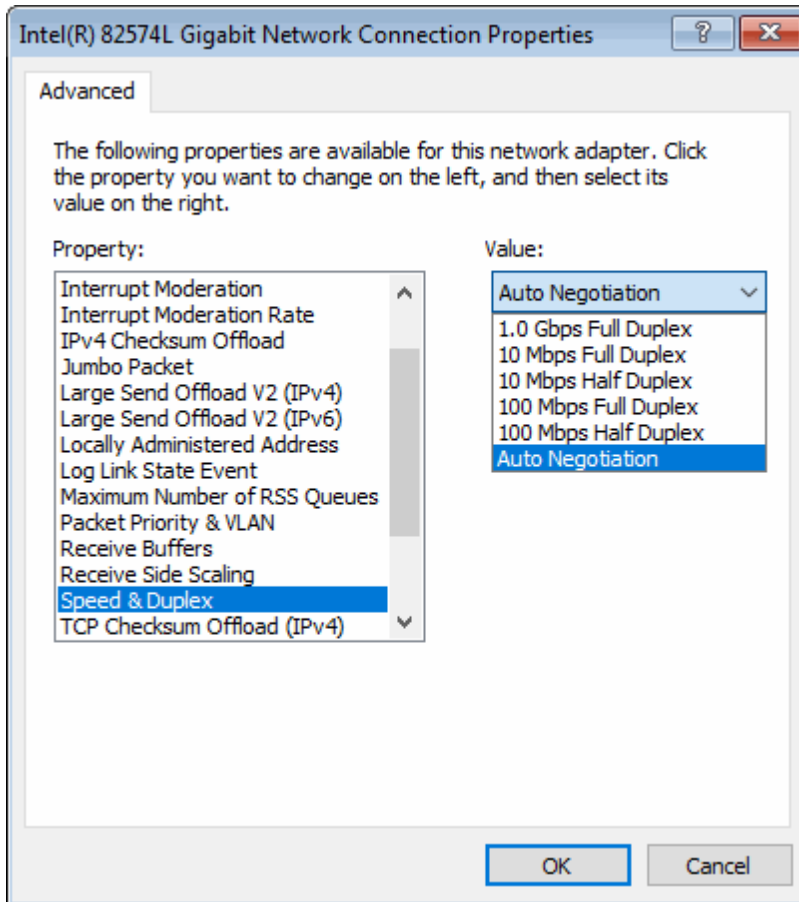 Intel(R) 82574L Gigabit Network Connection Properties
Advanced
The following properties are available for this network adapter. Click
the property you want to change on the left, and then select its
value on the right.
Property:
Interrupt Moderation
Interrupt Moderation Rate
IPv4 Checksum Offload
Jumbo Packet
Large Send Offload V2 (IPv4)
Large Send Offload V2 (IPv6)
Locally Administered Address
Log Link State Event
Maximum Number of RSS Queues
Packet Priority & VLAN
Receive Buffers
Receive Side Scaling
Speed & Duplex
TCP Checksum Offload (IPv4)
Value:
Auto Negotiation
1.0 Gbps Full Duplex
10 Mbps Full Duplex
10 Mbps Half Duplex
100 Mbps Full Duplex
100 Mbps Half Duplex
Auto Negotiation
OK
Cancel